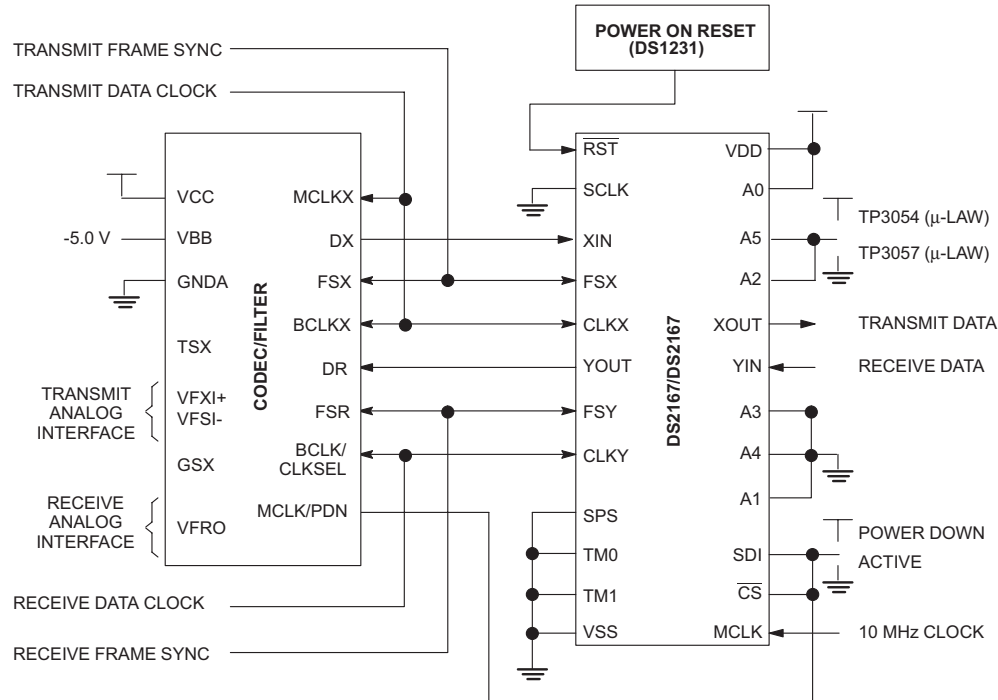 POWER ON RESET
(DS1231)
TRANSMIT FRAME SYNC
TRANSMIT DATA CLOCK
CODEC/FILTER
VCC
VBB
-5.0 V
GNDA
TSX
TRANSMIT
ANALOG
INTERFACE
VFXI+
VFSI-
GSX
RECEIVE
ANALOG
INTERFACE
VFRO
MCLKX
DX
FSX
BCLKX
DR
FSR
BCLK/
CLKSEL
MCLK/PDN
RECEIVE DATA CLOCK
RECEIVE FRAME SYNC
DS2167/DS2167
RST
SCLK
XIN
FSX
CLKX
YOUT
FSY
CLKY
SPS
TM0
TM1
VSS
VDD
A0
A5
A2
XOUT
YIN
A3
A4
A1
SDI
CS
MCLK
TP3054 (μ-LAW)
TP3057 (μ-LAW)
TRANSMIT DATA
RECEIVE DATA
POWER DOWN
ACTIVE
10 MHz CLOCK